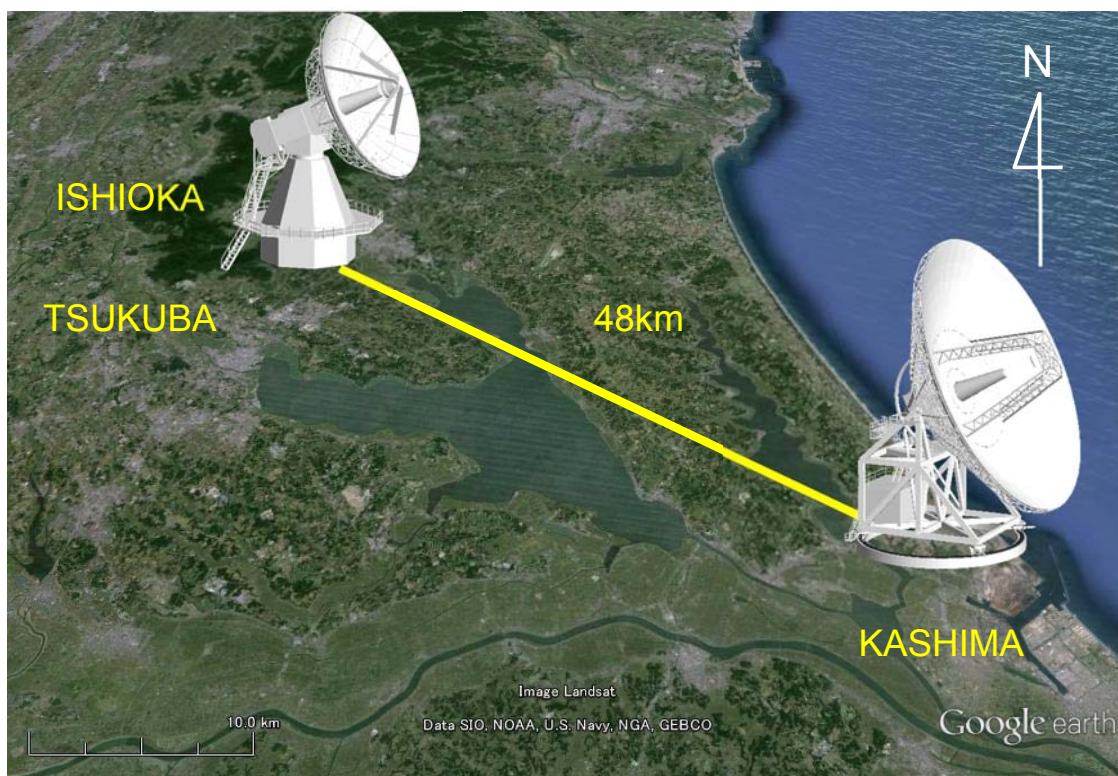 N
ISHIOKA
TSUKUBA
48km
KASHIMA
Image Landsat
10.0 km
Data SIO, NOAA, U.S. Navy, NGA, GEBCO
Google earth